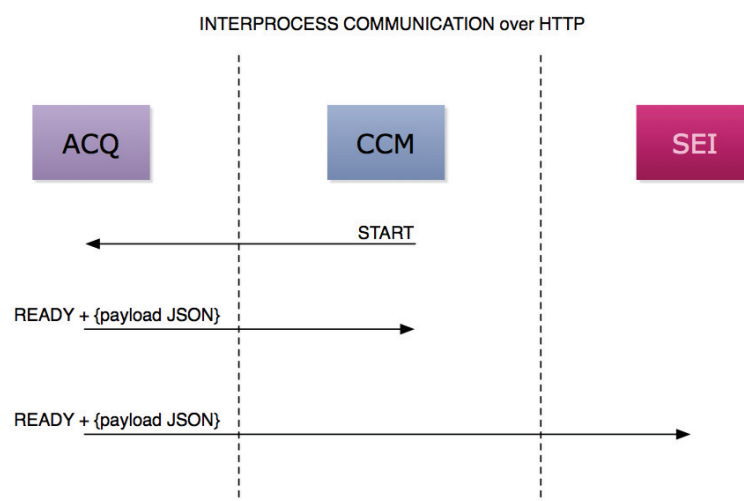 INTERPROCESS COMMUNICATION over HTTP
ACQ
CCM
SEI
START
READY + {payload JSON}
READY + {payload JSON}